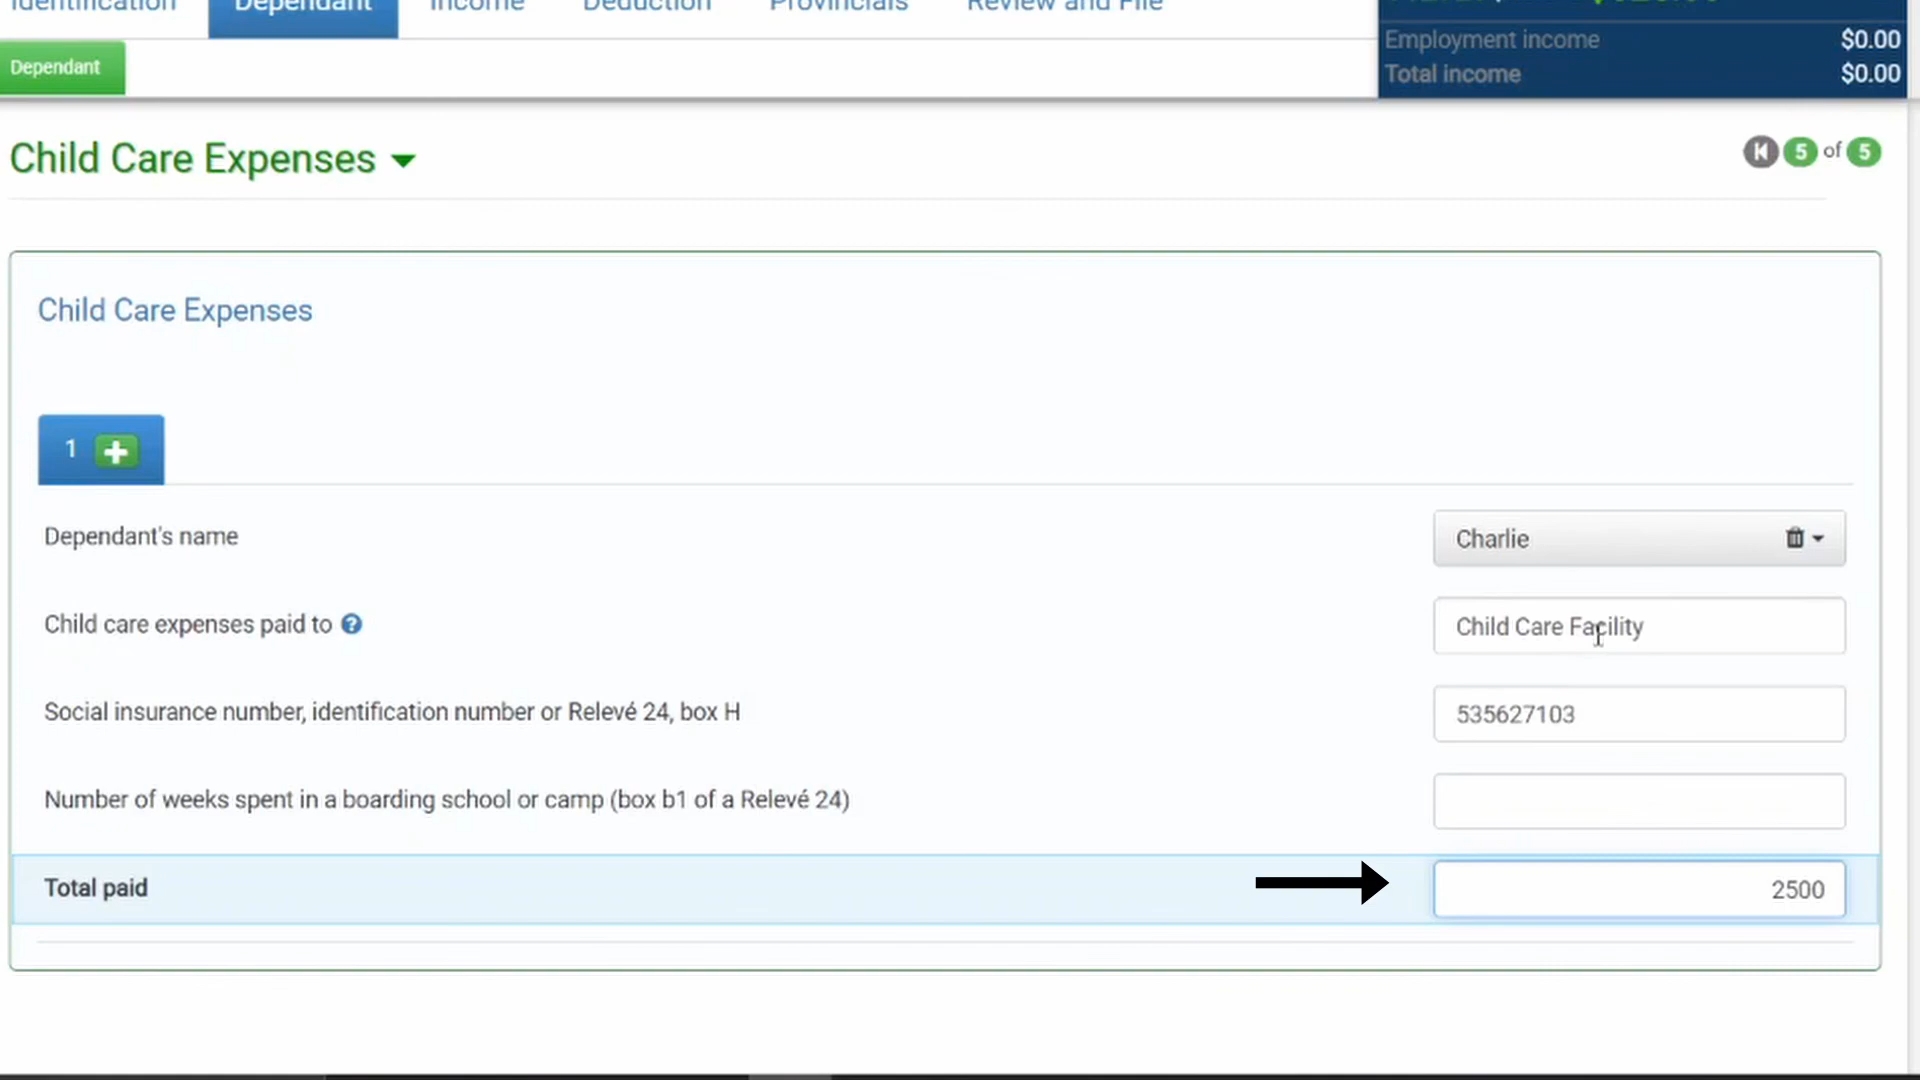 Identification Dependant Income Deduction Provincials Review and File
Employment income $0.00
Total income $0.00
Dependant
Child Care Expenses
5 of 5
Child Care Expenses
1
Dependant's name Charlie
Child care expenses paid to ? Child Care Facility
Social insurance number, identification number or Relevé 24, box H 535627103
Number of weeks spent in a boarding school or camp (box b1 of a Relevé 24)
Total paid 2500